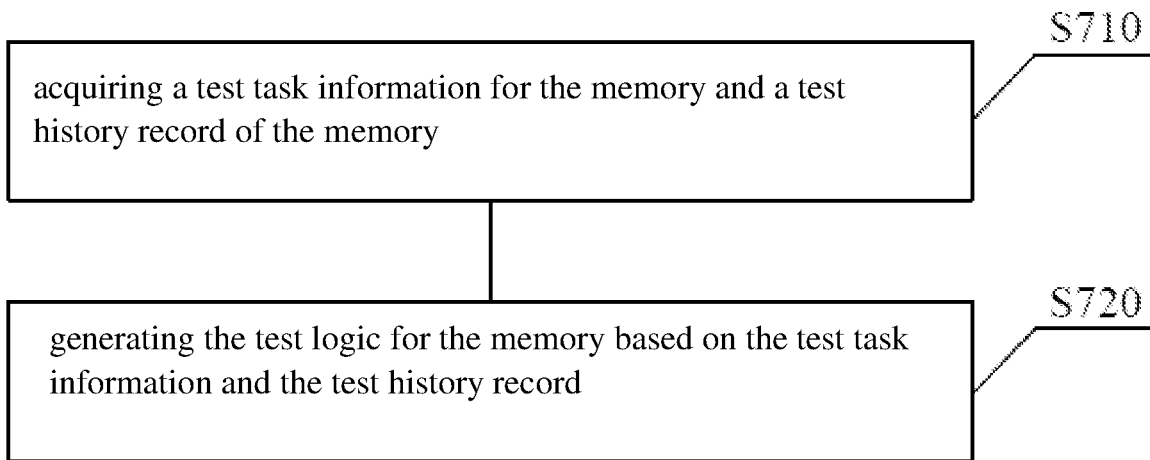 S710
acquiring a test task information for the memory and a test
history record of the memory
S720
generating the test logic for the memory based on the test task
information and the test history record